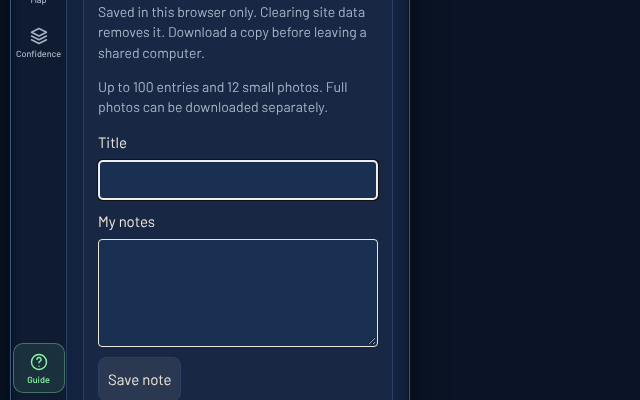 Map
Confidence
Saved in this browser only. Clearing site data
removes it. Download a copy before leaving a
shared computer.
Up to 100 entries and 12 small photos. Full
photos can be downloaded separately.
Title
My notes
Save note
Guide